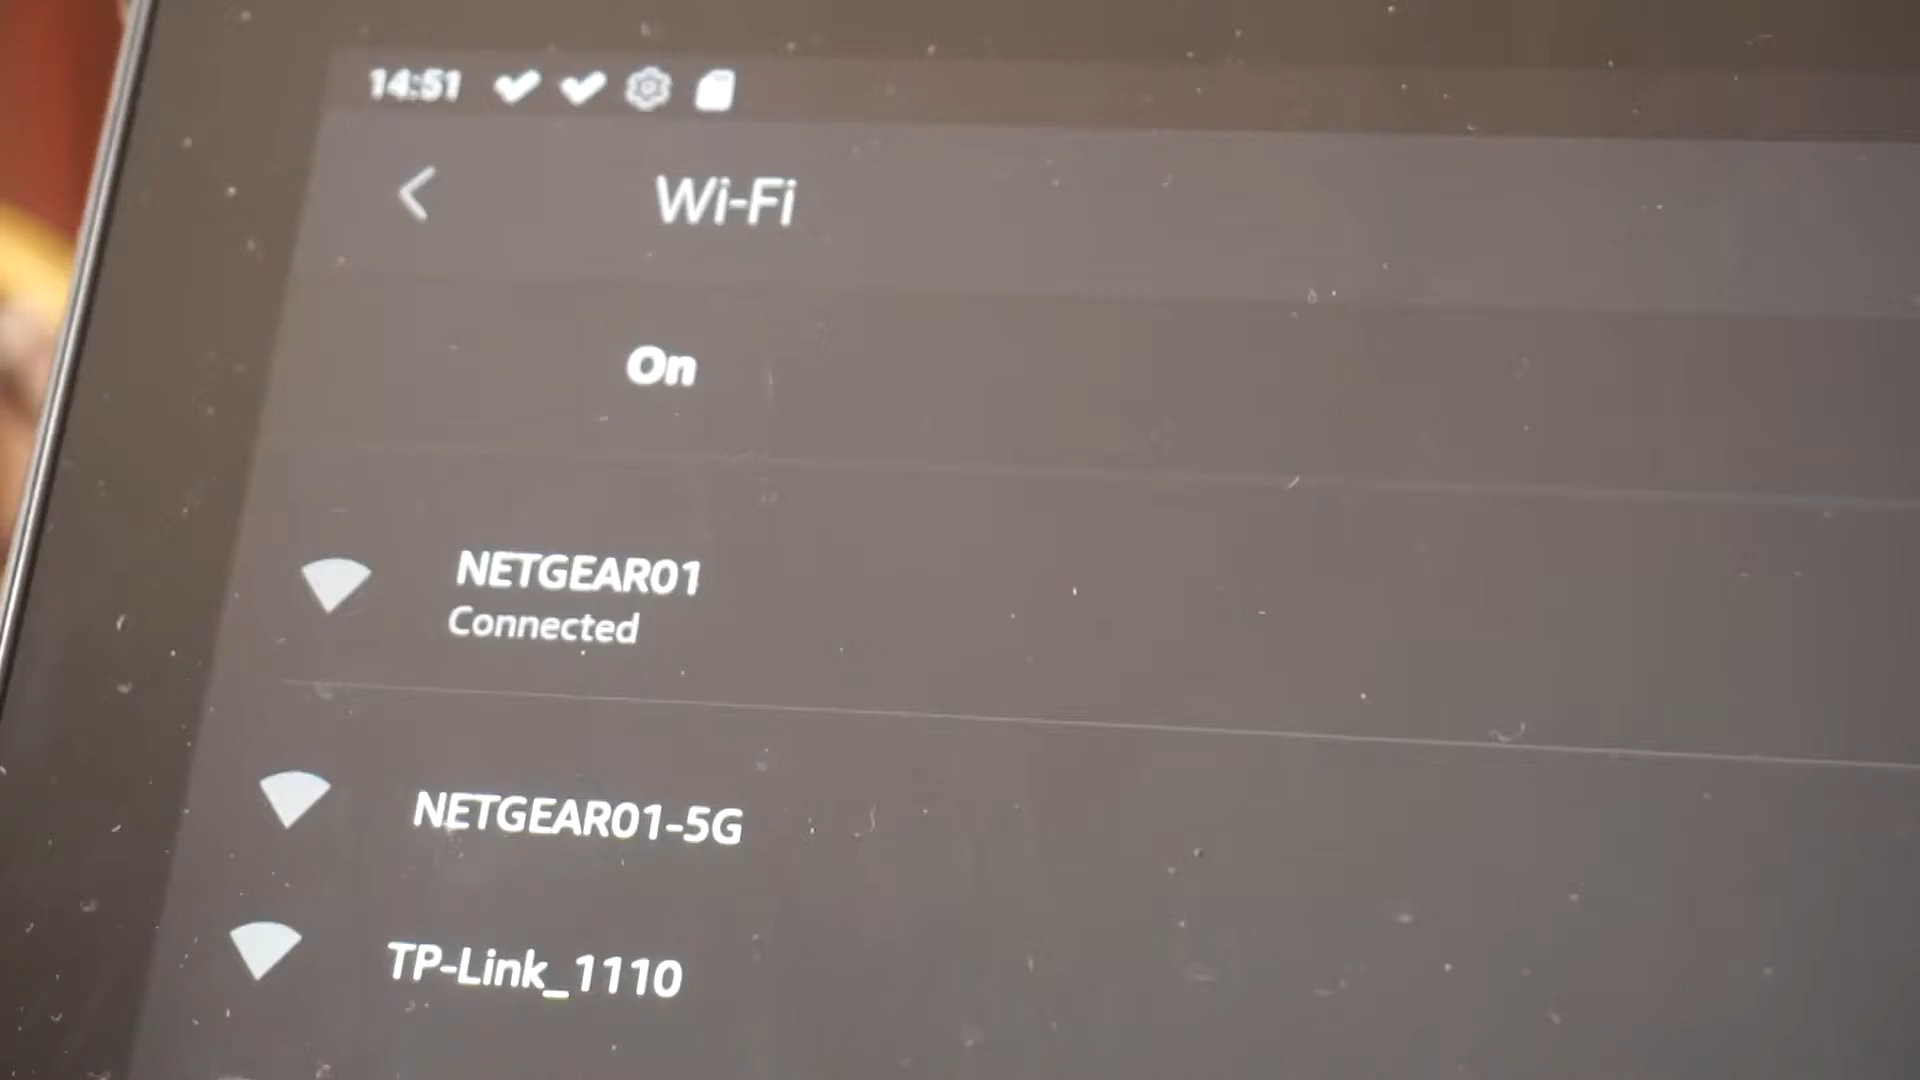 14:51
Wi-Fi
On
NETGEAR01
Connected
NETGEAR01-5G
TP-Link_1110